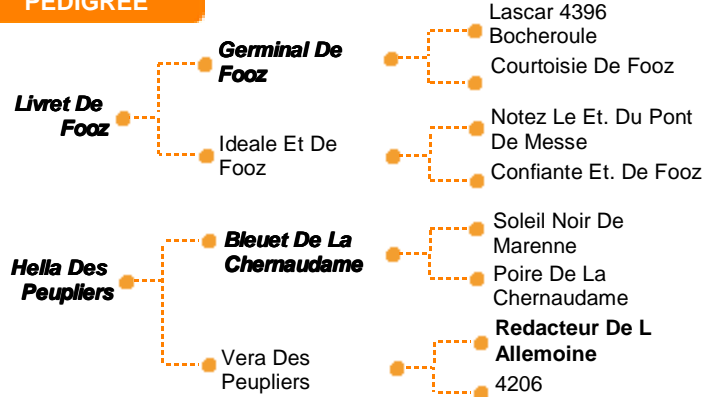 PEDIGREE
Lascar 4396
Bocheroule
Germinal De
Fooz
Courtoisie De Fooz
Livret De
Fooz
Notez Le Et. Du Pont
De Messe
Ideale Et De
Fooz
Confiante Et. De Fooz
Soleil Noir De
Marenne
Bleuet De La
Chernaudame
Poire De La
Chernaudame
Hella Des
Peupliers
Redacteur De L
Allemoine
Vera Des
Peupliers
4206